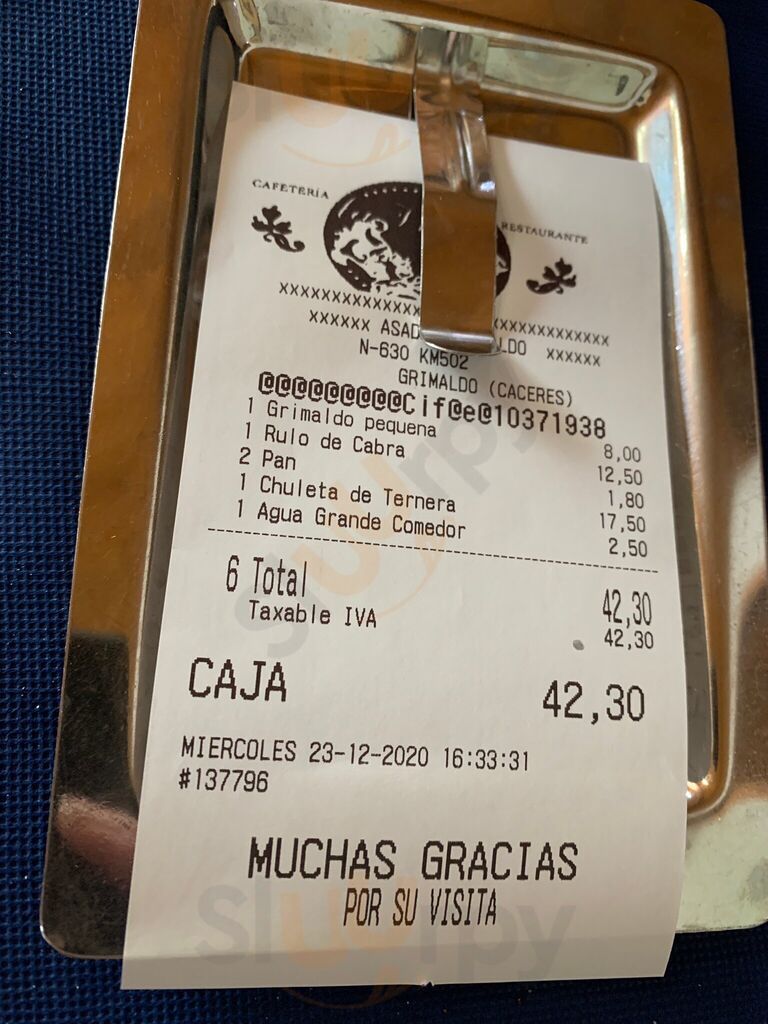 CAFETERÍA
RESTAURANTE
XXXXXXXXXXXXX XXXXXXXXXXXXX
XXXXXX ASAD LDO XXXXXX
N-630 KM502
GRIMALDO (CACERES)
@@@@@@@@@Cif@e@10371938
1 Grimaldo pequena 8,00
1 Rulo de Cabra 12,50
2 Pan 1,80
1 Chuleta de Ternera 17,50
1 Agua Grande Comedor 2,50
6 Total 42,30
Taxable IVA 42,30
CAJA 42,30
MIERCOLES 23-12-2020 16:33:31
#137796
MUCHAS GRACIAS
POR SU VISITA
sluurpy
sluurpy